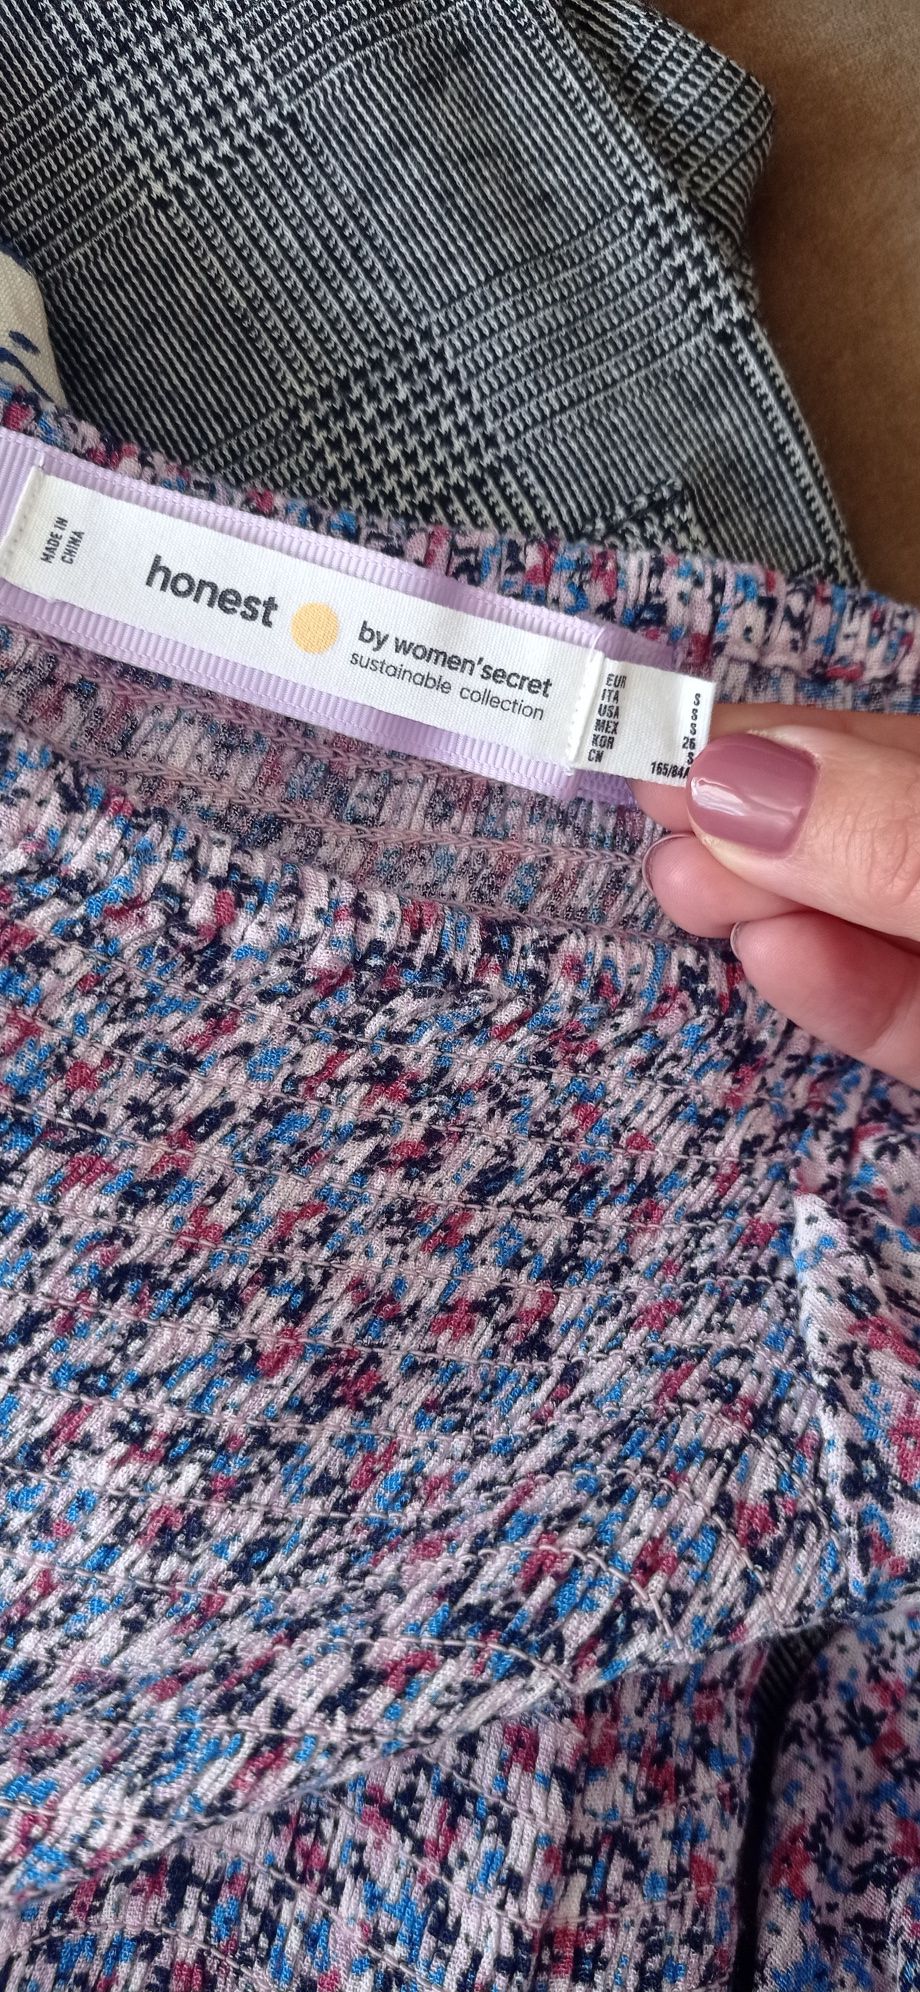 MADE IN
CHINA
honest
by women'secret
sustainable collection
EUR S
ITA S
USA S
MEX 26
KOR S
CN 165/84A